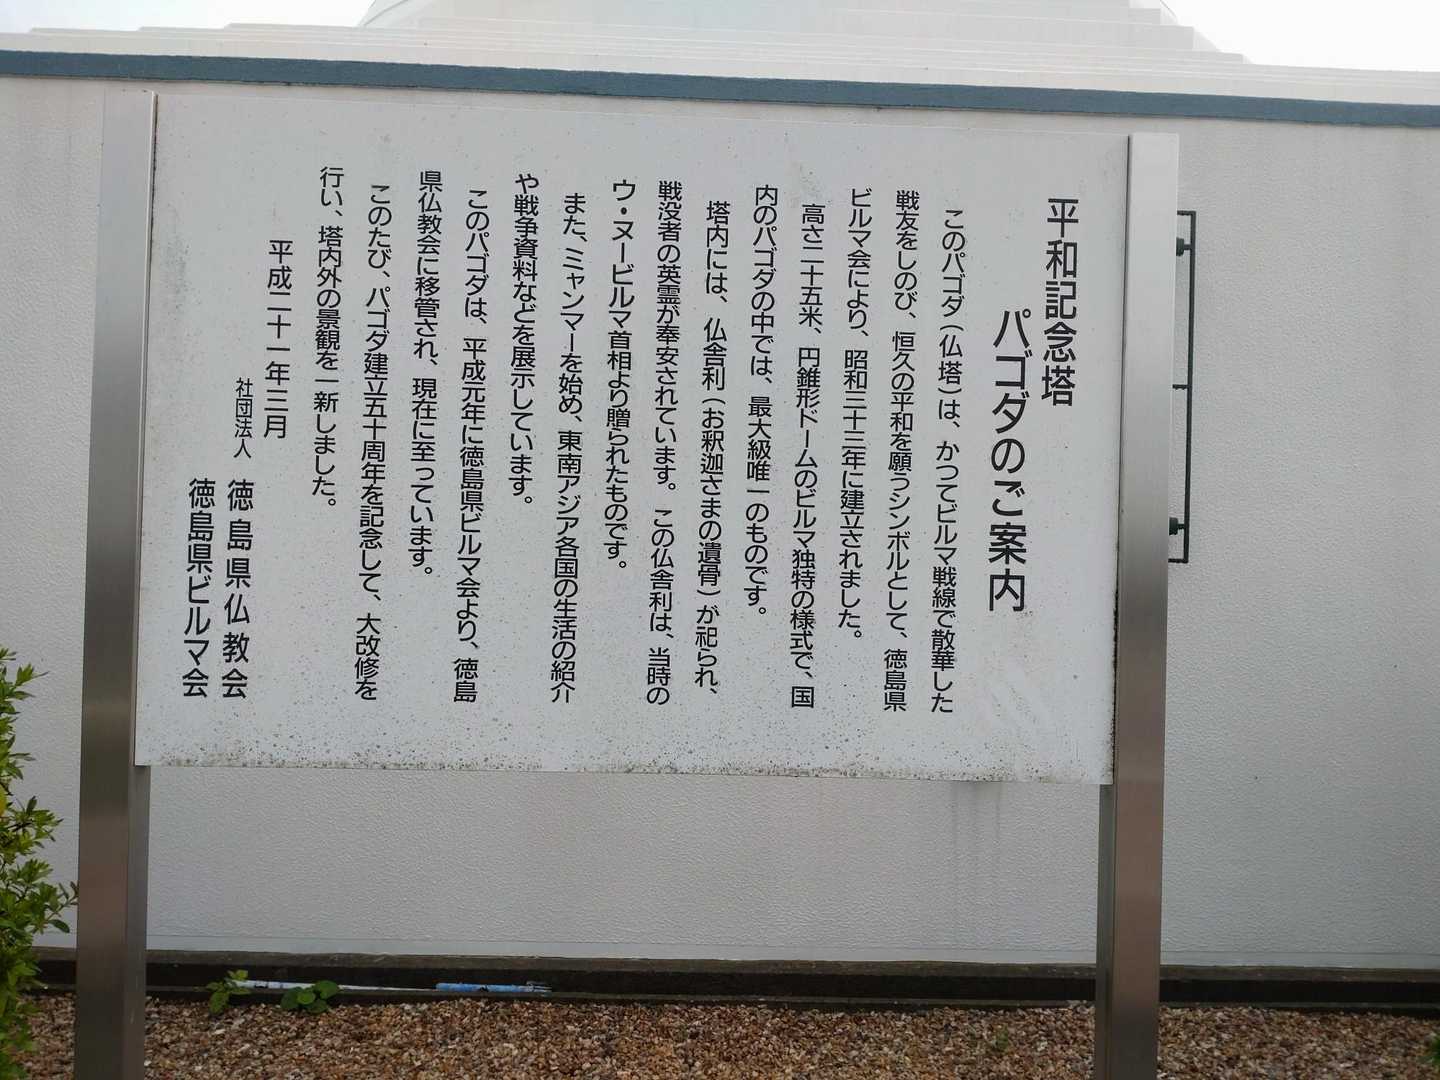 平和記念塔
パゴダのご案内
このパゴダ（仏塔）は、かつてビルマ戦線で散華した
戦友をしのび、恒久の平和を願うシンボルとして、徳島県
ビルマ会により、昭和三十三年に建立されました。
高さ二十五米、円錐形ドームのビルマ独特の様式で、国
内のパゴダの中では、最大級唯一のものです。
塔内には、仏舎利（お釈迦さまの遺骨）が祀られ、
戦没者の英霊が奉安されています。この仏舎利は、当時の
ウ・ヌービルマ首相より贈られたものです。
また、ミャンマーを始め、東南アジア各国の生活の紹介
や戦争資料などを展示しています。
このパゴダは、平成元年に徳島県ビルマ会より、徳島
県仏教会に移管され、現在に至っています。
このたび、パゴダ建立五十周年を記念して、大改修を
行い、塔内外の景観を一新しました。
平成二十一年三月
社団法人 徳島県仏教会
徳島県ビルマ会